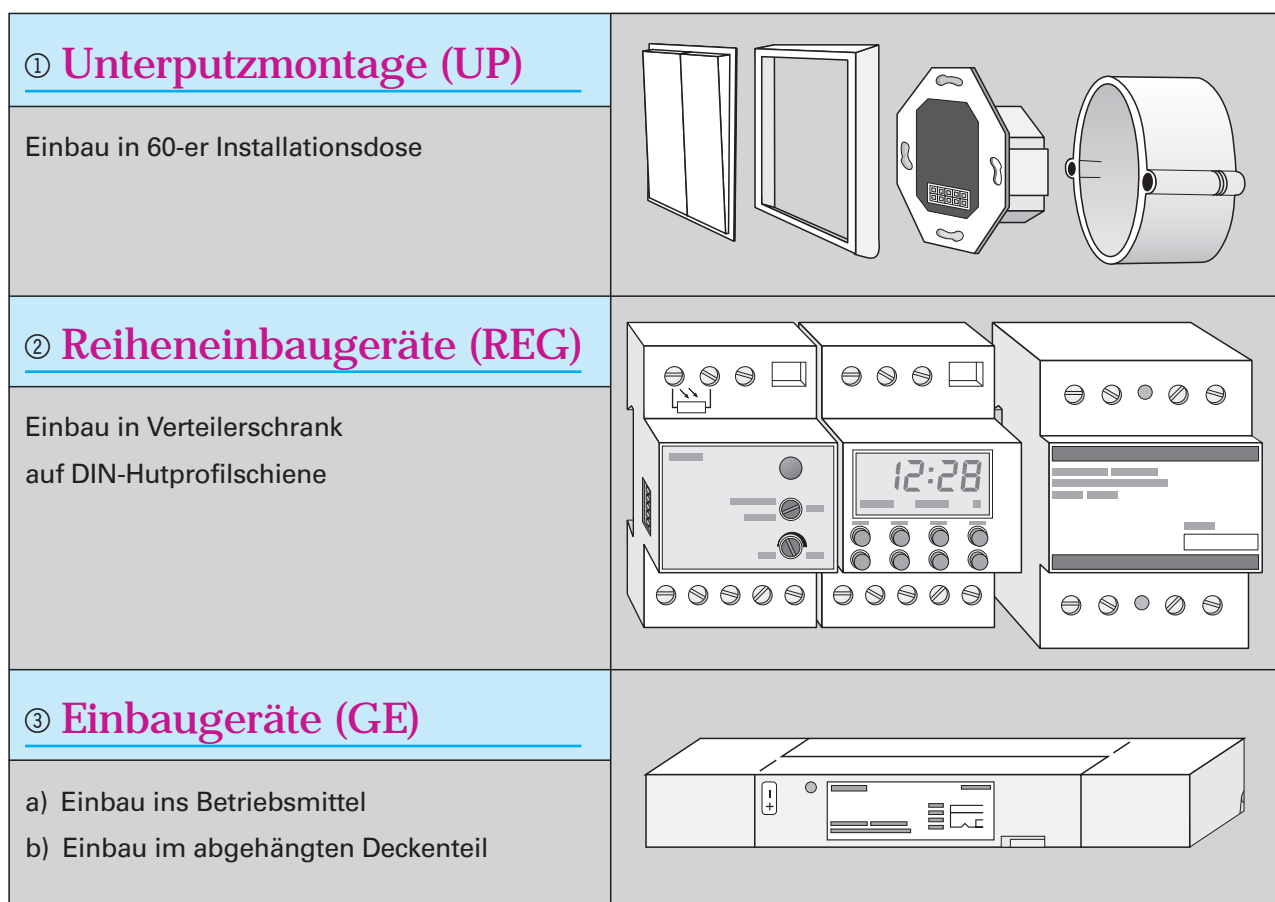 ① Unterputzmontage (UP)
Einbau in 60-er Installationsdose
② Reiheneinbaugeräte (REG)
Einbau in Verteilerschrank
auf DIN-Hutprofilschiene
12:28
③ Einbaugeräte (GE)
a) Einbau ins Betriebsmittel
b) Einbau im abgehängten Deckenteil